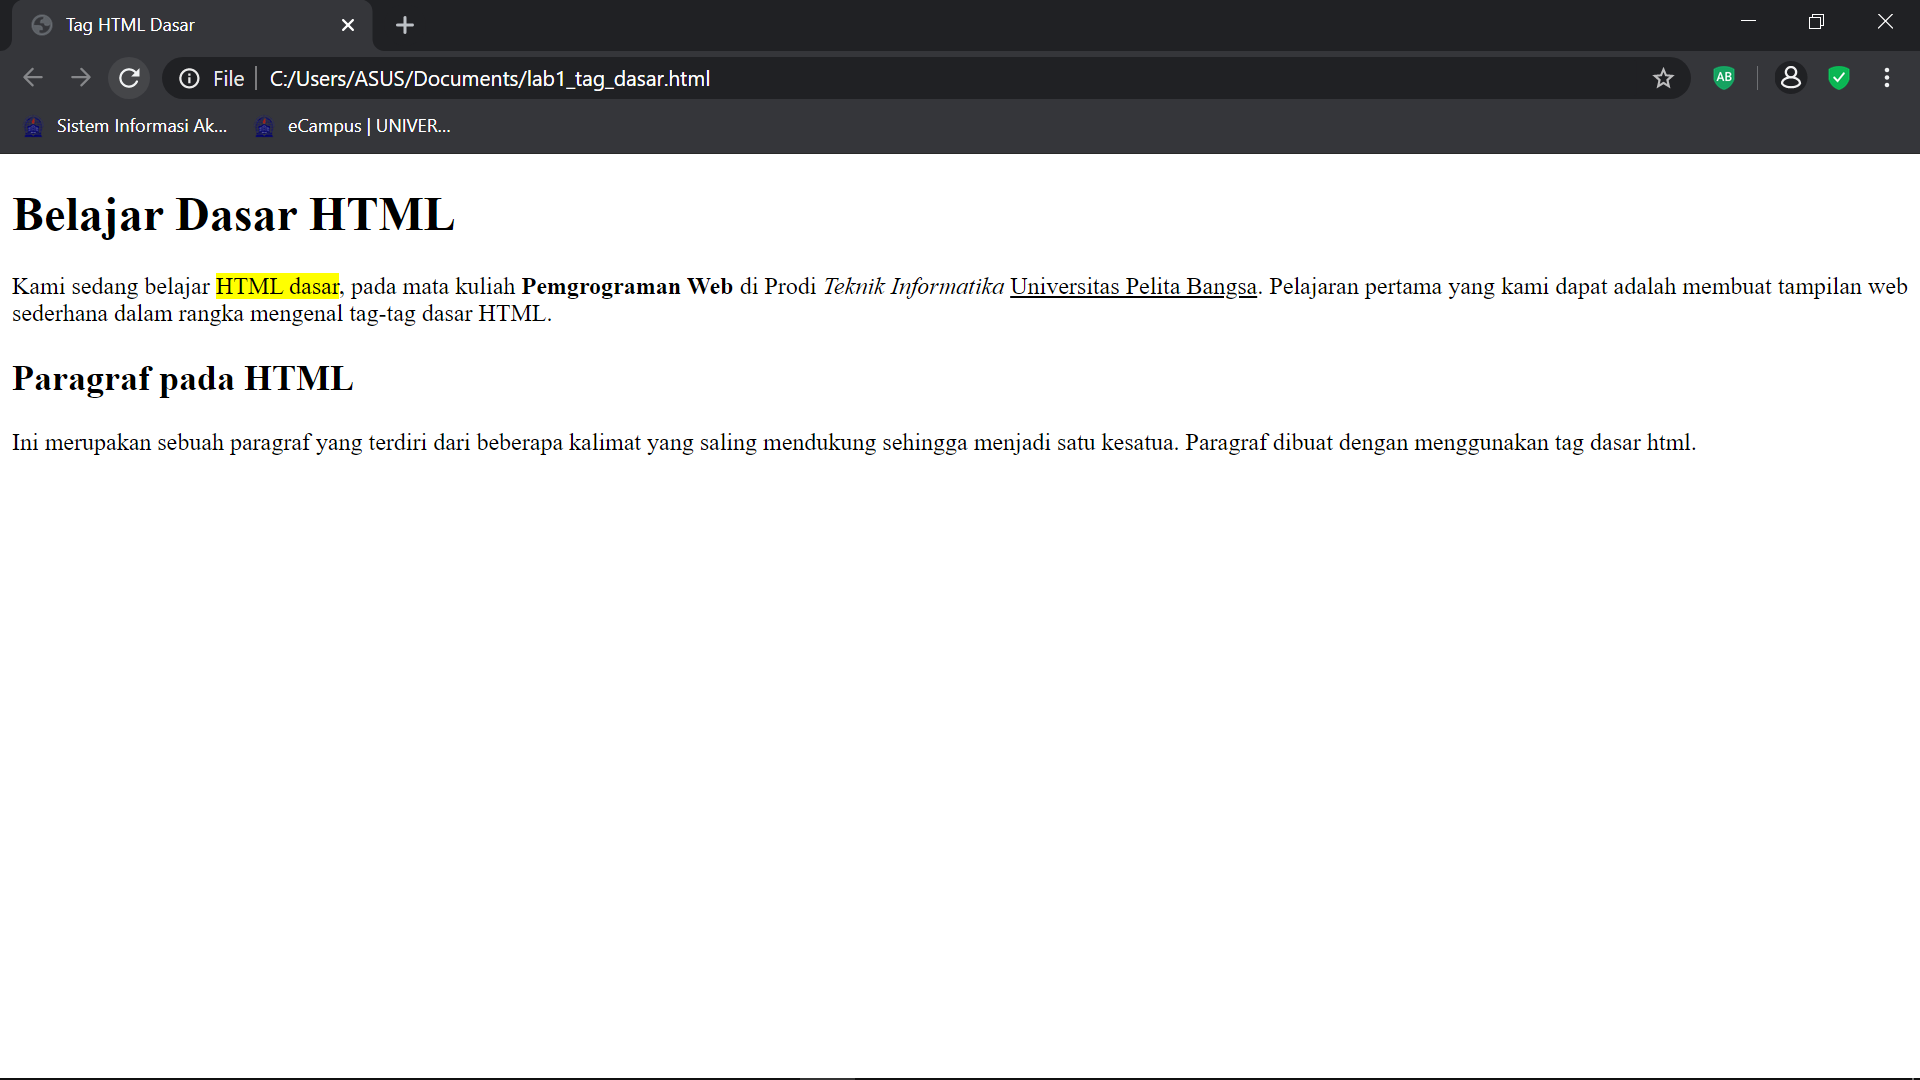 Tag HTML Dasar
File C:/Users/ASUS/Documents/lab1_tag_dasar.html
AB
Sistem Informasi Ak... eCampus | UNIVER...
Belajar Dasar HTML
Kami sedang belajar HTML dasar, pada mata kuliah Pemgrograman Web di Prodi Teknik Informatika Universitas Pelita Bangsa. Pelajaran pertama yang kami dapat adalah membuat tampilan web
sederhana dalam rangka mengenal tag-tag dasar HTML.
Paragraf pada HTML
Ini merupakan sebuah paragraf yang terdiri dari beberapa kalimat yang saling mendukung sehingga menjadi satu kesatua. Paragraf dibuat dengan menggunakan tag dasar html.